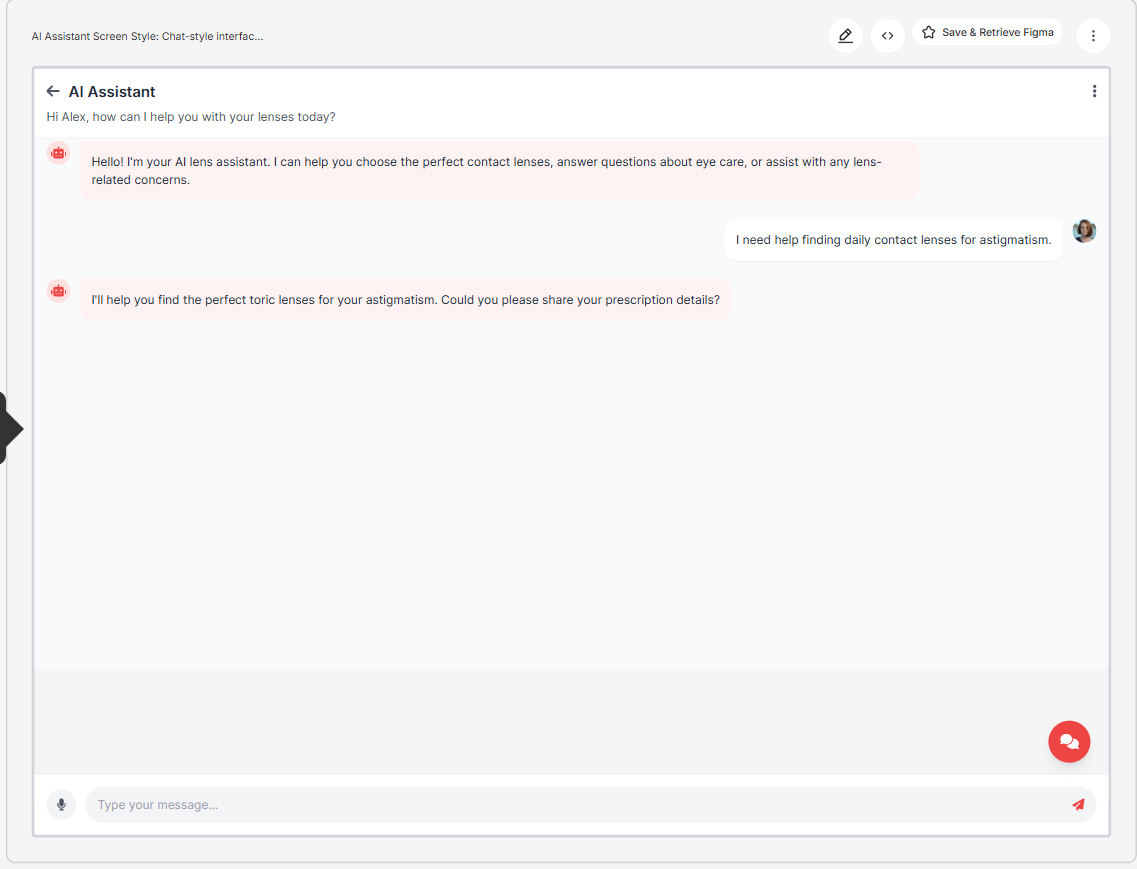 AI Assistant Screen Style: Chat-style interfac...
Save & Retrieve Figma
AI Assistant
Hi Alex, how can I help you with your lenses today?
Hello! I'm your AI lens assistant. I can help you choose the perfect contact lenses, answer questions about eye care, or assist with any lens-
related concerns.
I need help finding daily contact lenses for astigmatism.
I'll help you find the perfect toric lenses for your astigmatism. Could you please share your prescription details?
Type your message...